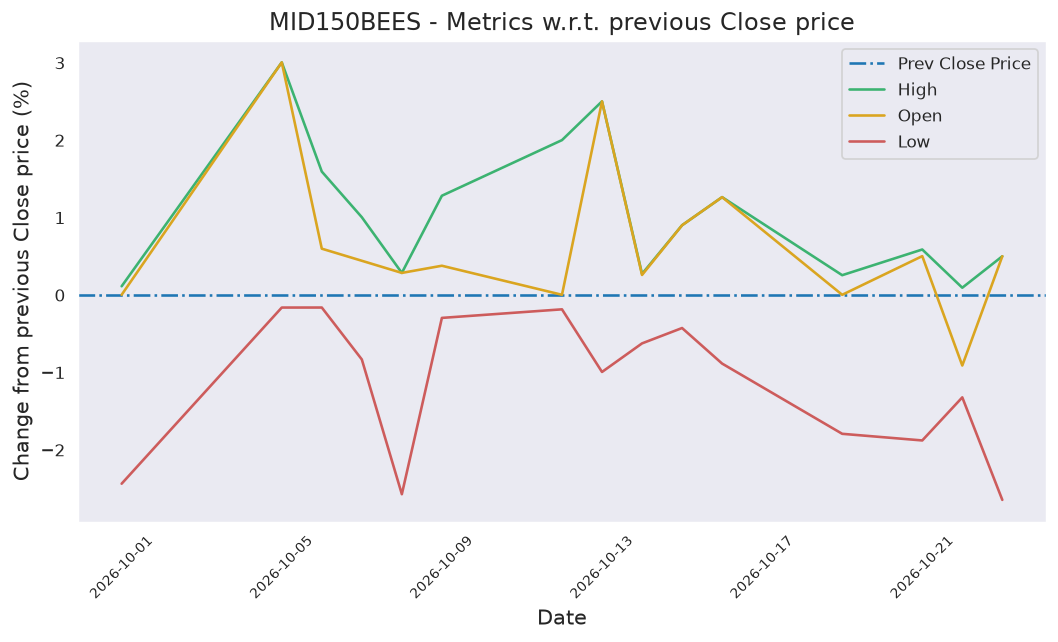 MID150BEES - Metrics w.r.t. previous Close price
Change from previous Close price (%)
3
2
1
0
−1
−2
Prev Close Price
High
Open
Low
2026-10-01
2026-10-05
2026-10-09
2026-10-13
2026-10-17
2026-10-21
Date